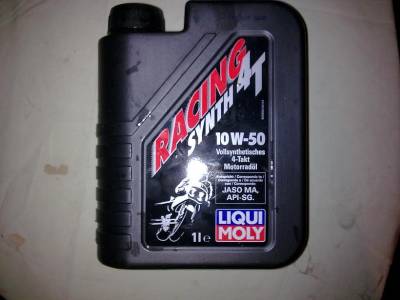 RACING
SYNTH 4T
10W-50
Vollsynthetisches
4-Takt
Motorradöl
JASO MA,
API-SG.
LIQUI
MOLY
1l e